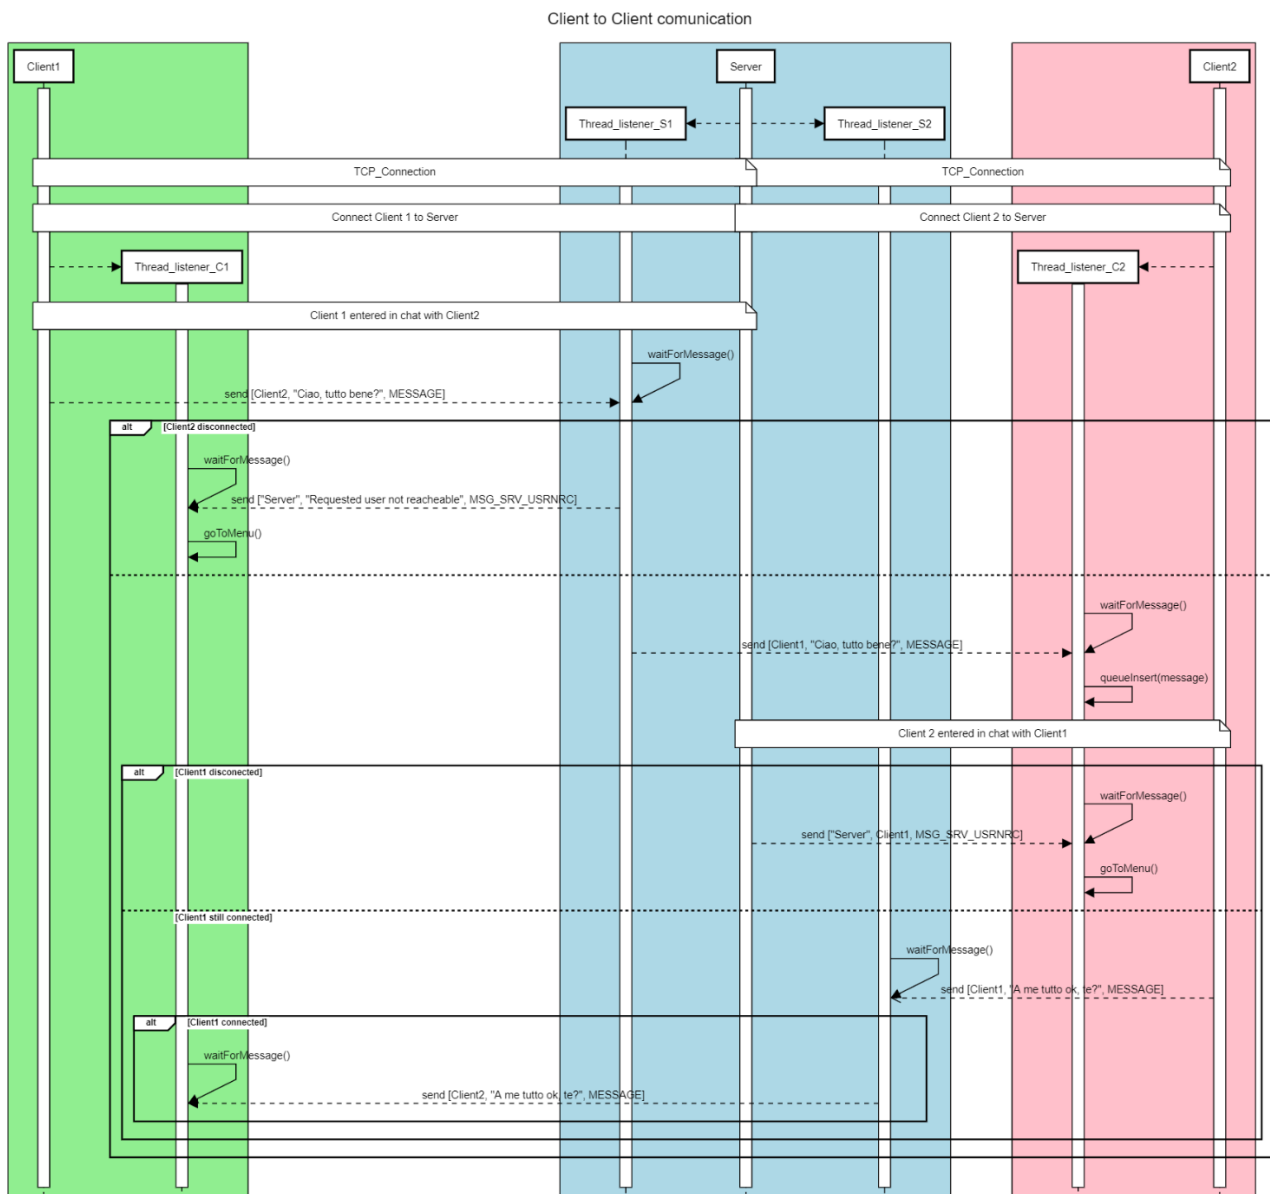 Client to Client comunication
Client1
Server
Client2
Thread_listener_S1
Thread_listener_S2
TCP_Connection
TCP_Connection
Connect Client 1 to Server
Connect Client 2 to Server
Thread_listener_C1
Thread_listener_C2
Client 1 entered in chat with Client2
waitForMessage()
send [Client2, "Ciao, tutto bene?", MESSAGE]
alt
[Client2 disconnected]
waitForMessage()
send ["Server", "Requested user not reacheable", MSG_SRV_USRNRC]
goToMenu()
waitForMessage()
send [Client1, "Ciao, tutto bene?", MESSAGE]
queueInsert(message)
Client 2 entered in chat with Client1
alt
[Client1 disconected]
waitForMessage()
send ["Server", Client1, MSG_SRV_USRNRC]
goToMenu()
[Client1 still connected]
waitForMessage()
send [Client1, "A me tutto ok, te?", MESSAGE]
alt
[Client1 connected]
waitForMessage()
send [Client2, "A me tutto ok, te?", MESSAGE]